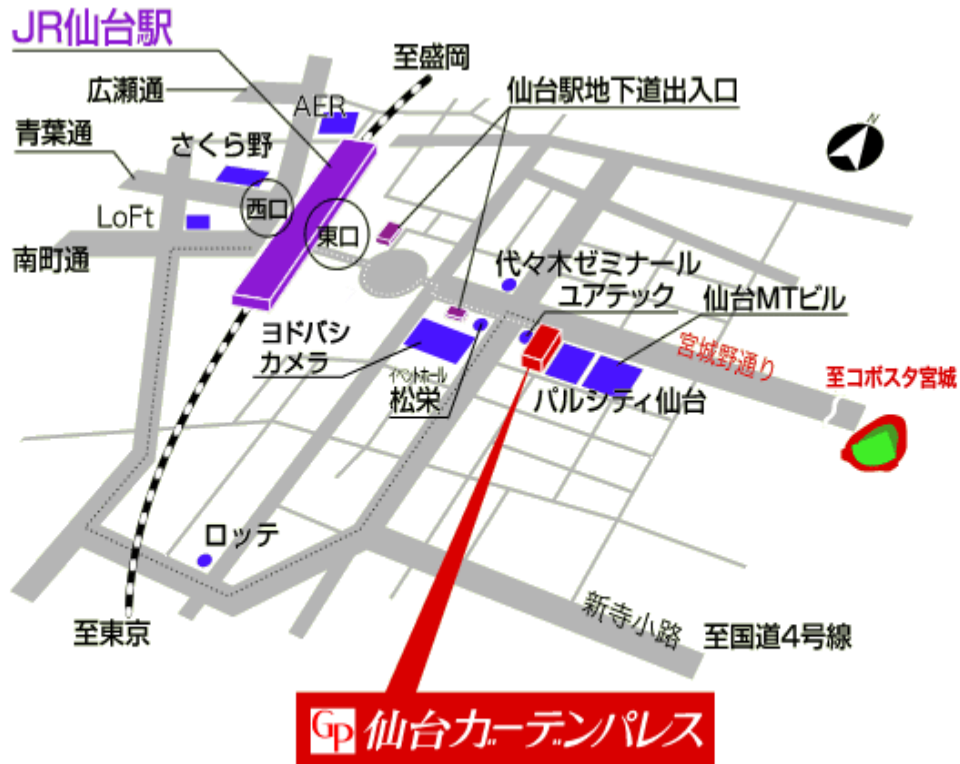 JR仙台駅
至盛岡
広瀬通
AER
仙台駅地下道出入口
N
青葉通
さくら野
西口
LoFt
東口
南町通
代々木ゼミナール
ユアテック
仙台MTビル
ヨドバシ
カメラ
宮城野通り
至コボスタ宮城
イベントホール
松栄
パルシティ仙台
ロッテ
新寺小路
至国道4号線
至東京
GP 仙台ガーデンパレス